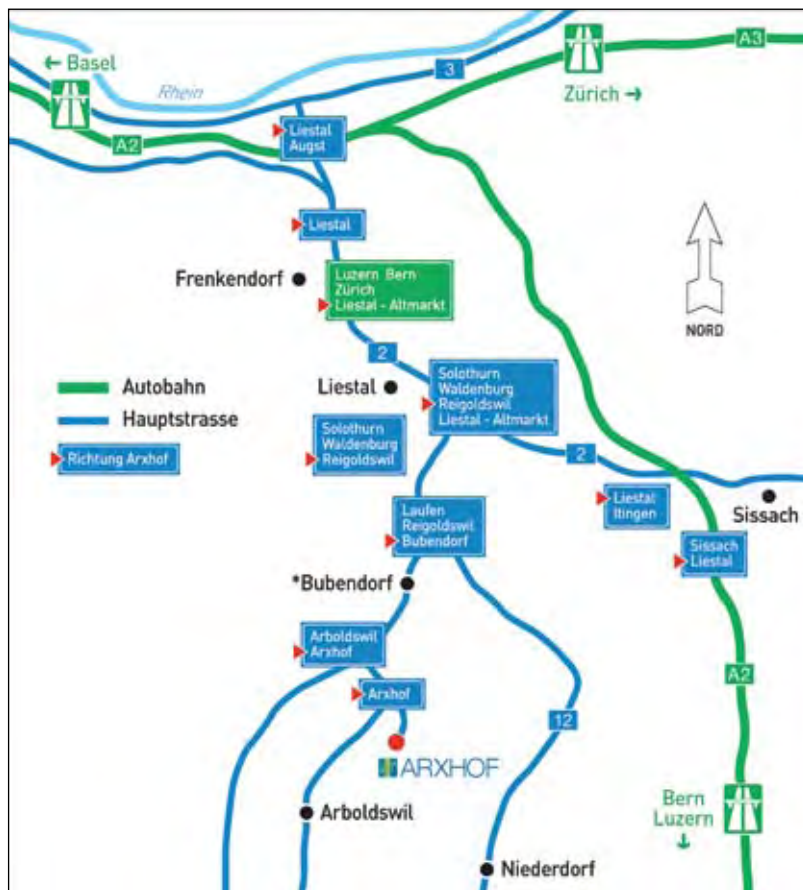 ← Basel
A3
3
Rhein
Zürich →
Liestal
Augst
A2
Liestal
Frenkendorf
Luzern Bern
Zürich
Liestal - Altmarkt
NORD
2
Autobahn
Liestal
Solothurn
Waldenburg
Reigoldswil
Liestal - Altmarkt
Hauptstrasse
Solothurn
Waldenburg
Reigoldswil
Richtung Arxhof
2
Liestal
Itingen
Sissach
Laufen
Reigoldswil
Bubendorf
Sissach
Liestal
*Bubendorf
Arboldswil
Arxhof
A2
Arxhof
12
ARXHOF
Bern
Luzern
↓
Arboldswil
Niederdorf